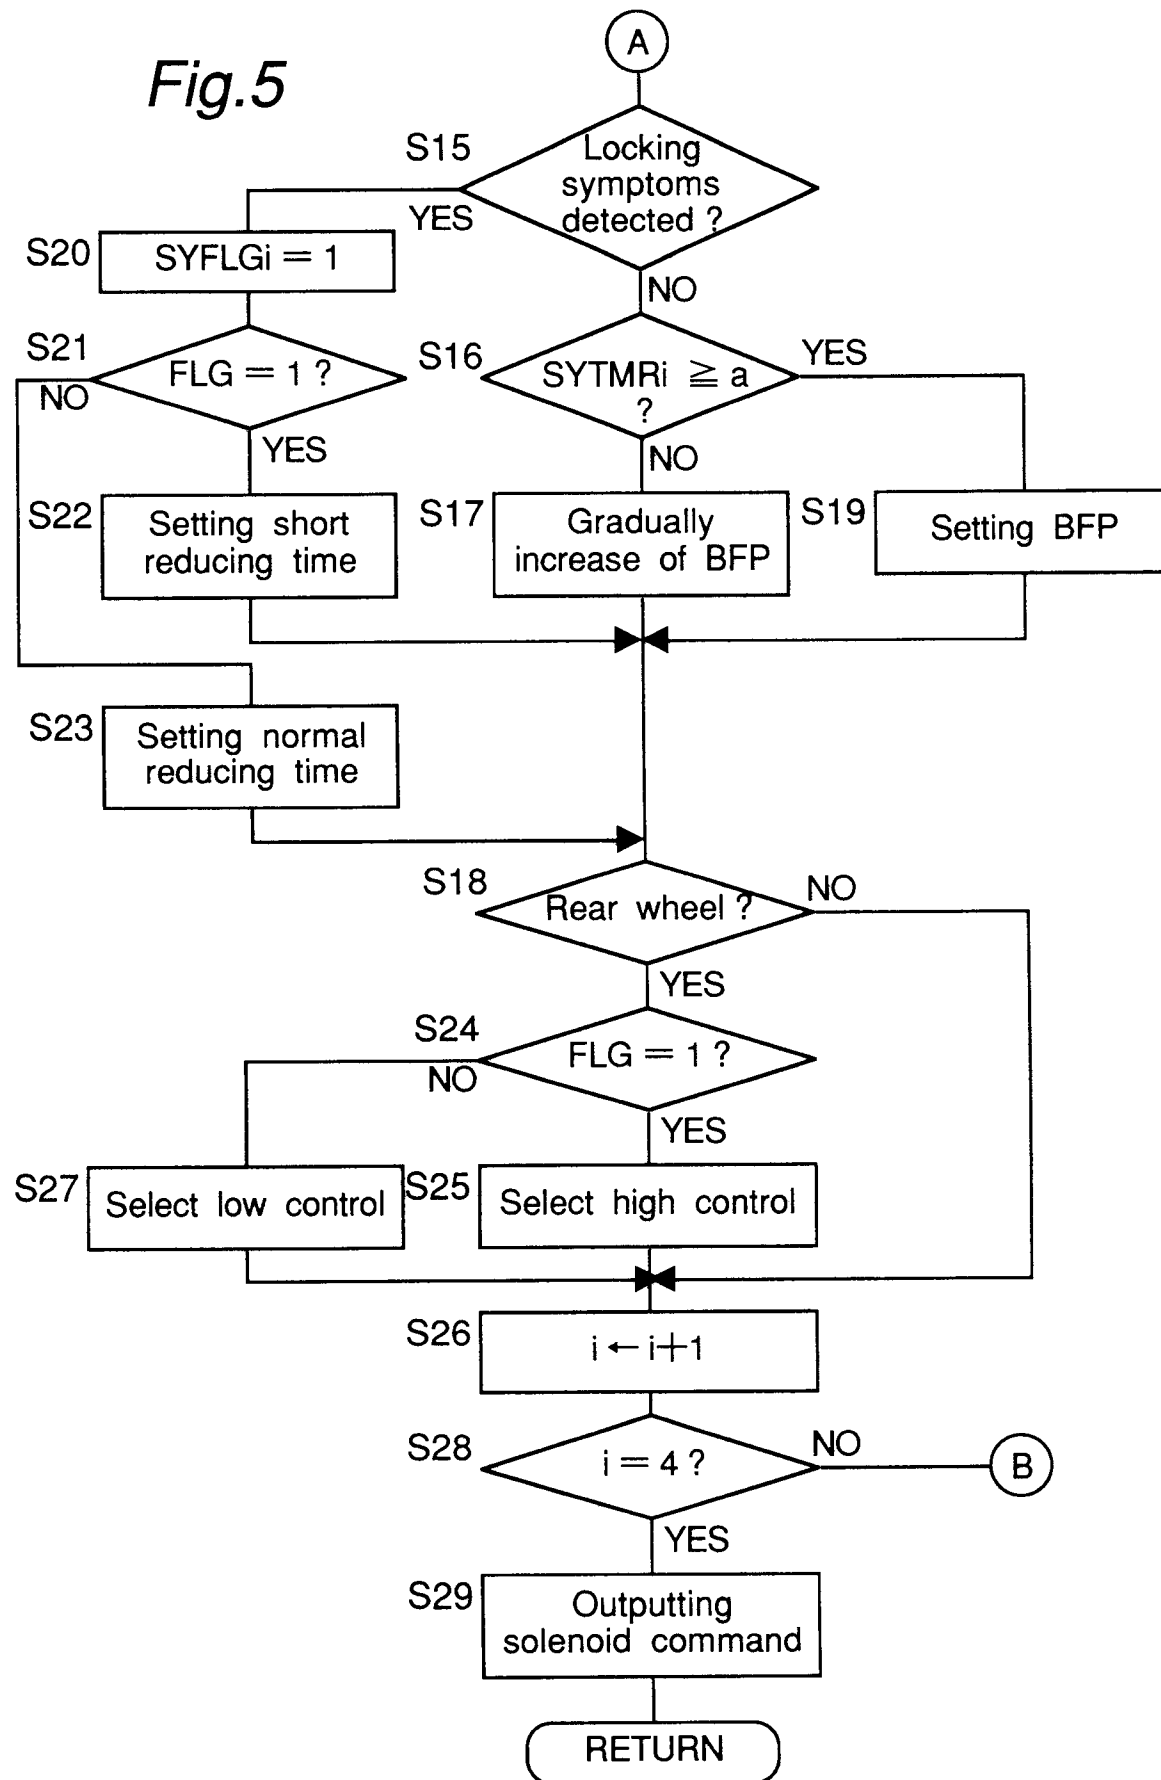 Fig.5
A
S15
Locking
symptoms
detected ?
YES
NO
S20
SYFLGi = 1
S21
FLG = 1 ?
NO
YES
S16
SYTMRi ≧ a
?
YES
NO
S22
Setting short
reducing time
S17
Gradually
increase of BFP
S19
Setting BFP
S23
Setting normal
reducing time
S18
Rear wheel ?
NO
YES
S24
FLG = 1 ?
NO
YES
S27
Select low control
S25
Select high control
S26
i ← i+1
S28
i = 4 ?
NO
B
YES
S29
Outputting
solenoid command
RETURN